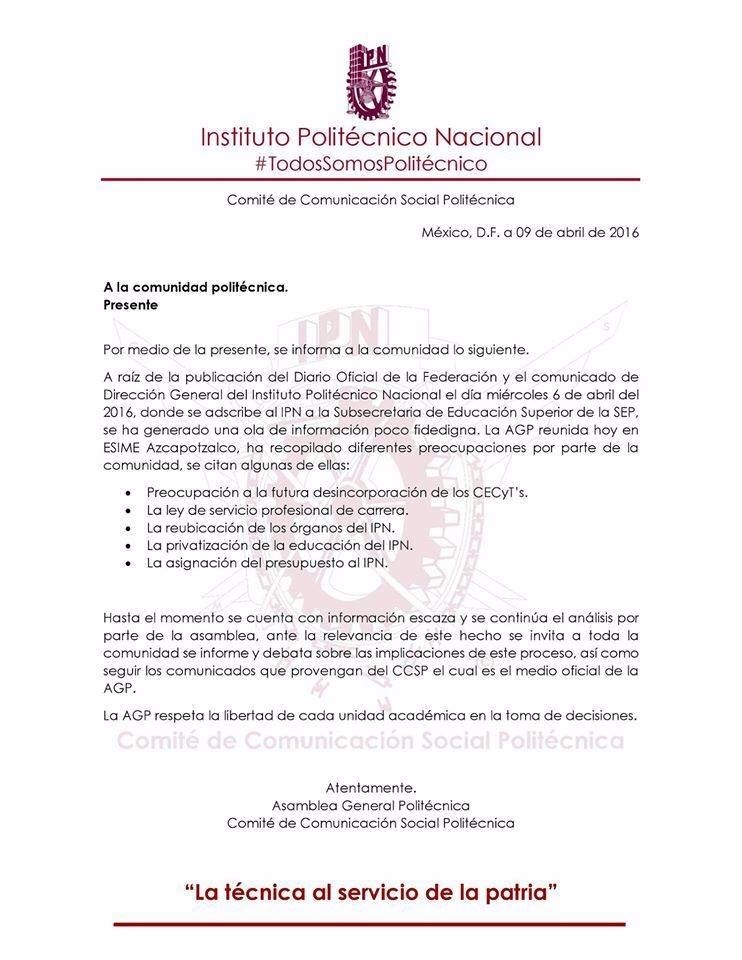 IPN
Instituto Politécnico Nacional
#TodosSomosPolitécnico
Comité de Comunicación Social Politécnica
México, D.F. a 09 de abril de 2016
A la comunidad politécnica.
Presente
IPN
S
Por medio de la presente, se informa a la comunidad lo siguiente.
A raíz de la publicación del Diario Oficial de la Federación y el comunicado de
Dirección General del Instituto Politécnico Nacional el día miércoles 6 de abril del
2016, donde se adscribe al IPN a la Subsecretaria de Educación Superior de la SEP,
se ha generado una ola de información poco fidedigna. La AGP reunida hoy en
ESIME Azcapotzalco, ha recopilado diferentes preocupaciones por parte de la
comunidad, se citan algunas de ellas:
• Preocupación a la futura desincorporación de los CECyT's.
• La ley de servicio profesional de carrera.
• La reubicación de los órganos del IPN.
• La privatización de la educación del IPN.
• La asignación del presupuesto al IPN.
Hasta el momento se cuenta con información escaza y se continúa el análisis por
parte de la asamblea, ante la relevancia de este hecho se invita a toda la
comunidad se informe y debata sobre las implicaciones de este proceso, así como
seguir los comunicados que provengan del CCSP el cual es el medio oficial de la
AGP.
La AGP respeta la libertad de cada unidad académica en la toma de decisiones.
Comité de Comunicación Social Politécnica
Atentamente.
Asamblea General Politécnica
Comité de Comunicación Social Politécnica
“La técnica al servicio de la patria”